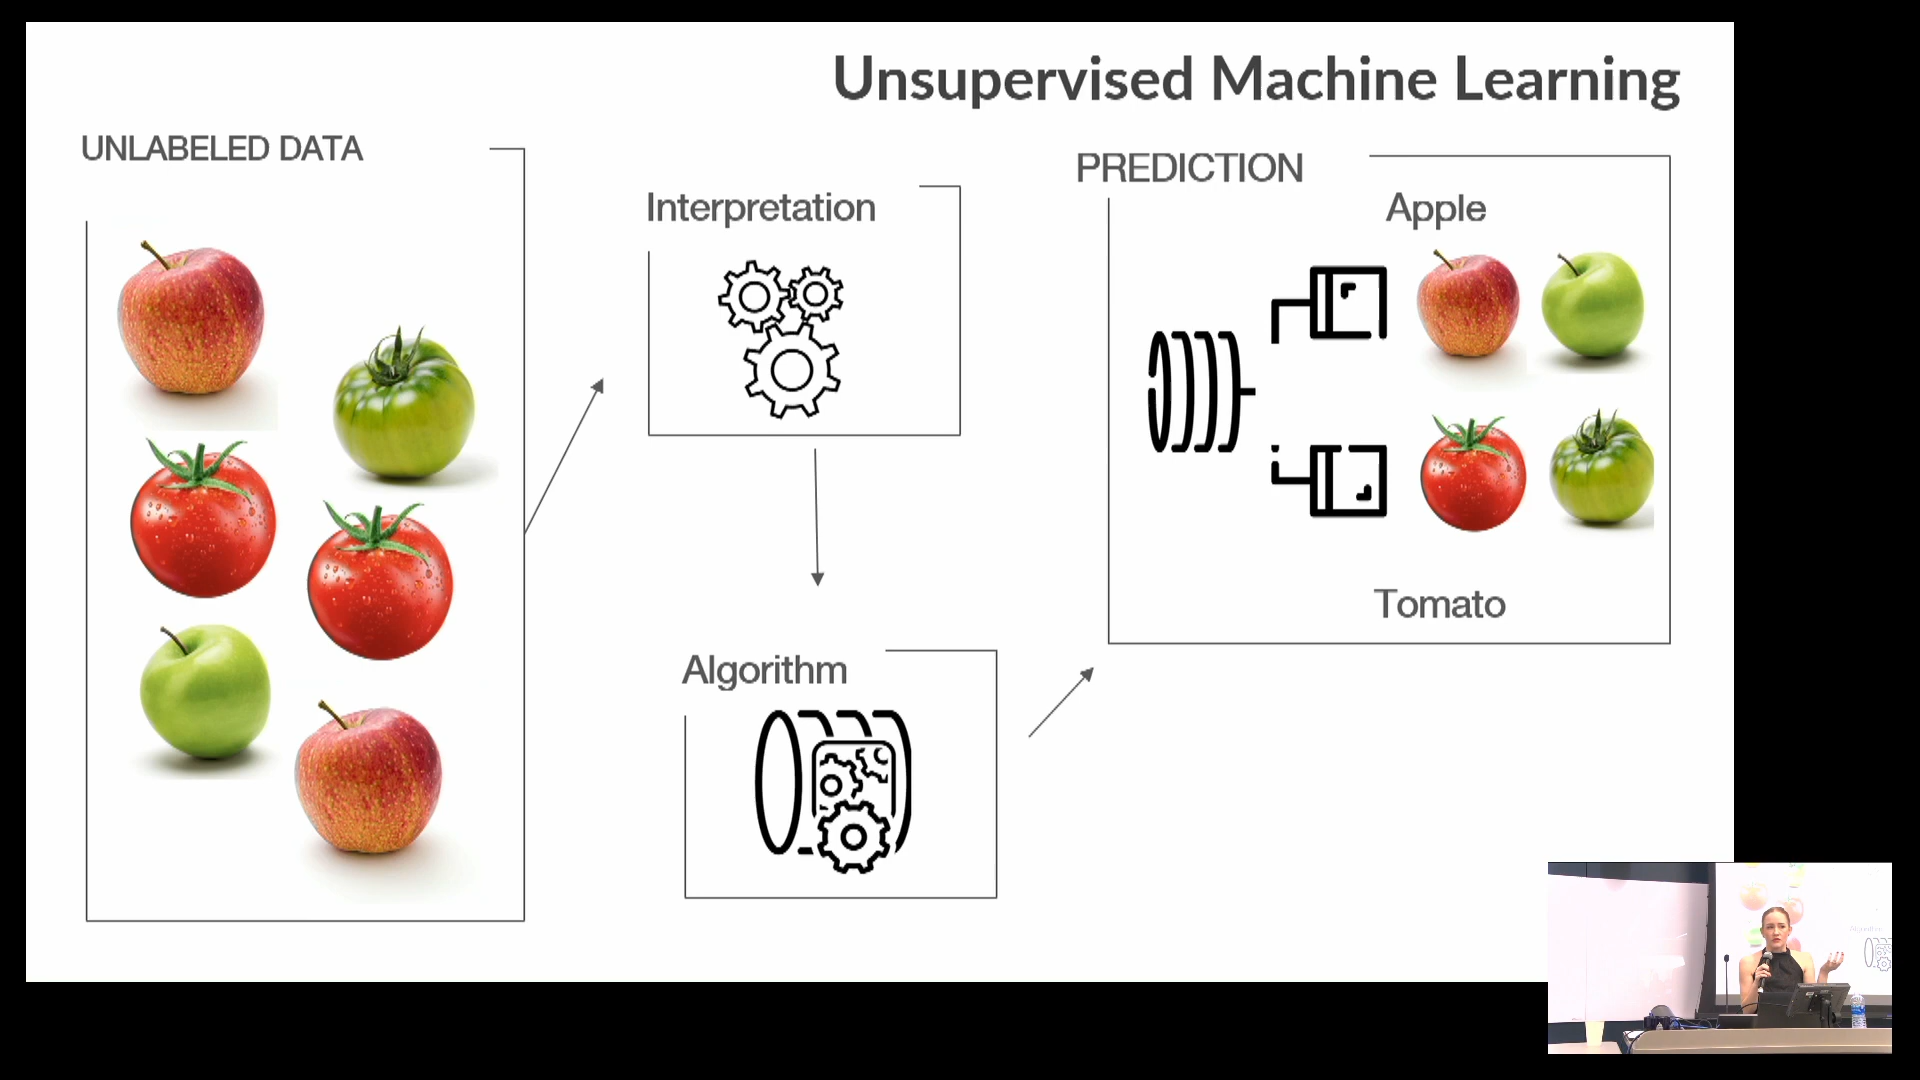 Unsupervised Machine Learning
UNLABELED DATA
Interpretation
Algorithm
PREDICTION
Apple
Tomato